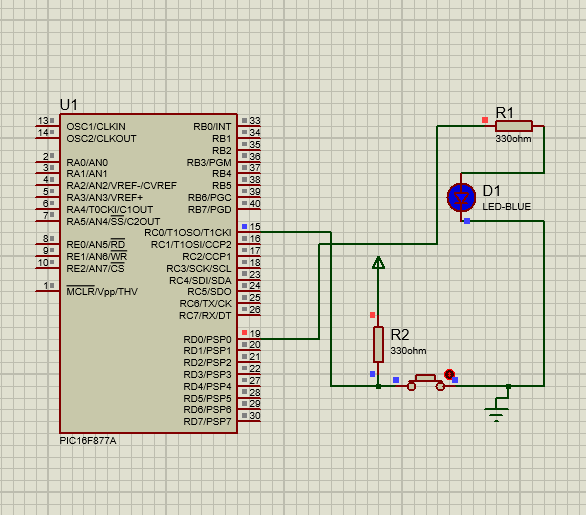 U1
13 OSC1/CLKIN RB0/INT 33
14 OSC2/CLKOUT RB1 34
RB2 35
2 RA0/AN0 RB3/PGM 36
3 RA1/AN1 RB4 37
4 RA2/AN2/VREF-/CVREF RB5 38
5 RA3/AN3/VREF+ RB6/PGC 39
6 RA4/T0CKI/C1OUT RB7/PGD 40
7 RA5/AN4/SS/C2OUT
RC0/T1OSO/T1CKI 15
8 RE0/AN5/RD RC1/T1OSI/CCP2 16
9 RE1/AN6/WR RC2/CCP1 17
10 RE2/AN7/CS RC3/SCK/SCL 18
RC4/SDI/SDA 23
1 MCLR/Vpp/THV RC5/SDO 24
RC6/TX/CK 25
RC7/RX/DT 26
RD0/PSP0 19
RD1/PSP1 20
RD2/PSP2 21
RD3/PSP3 22
RD4/PSP4 27
RD5/PSP5 28
RD6/PSP6 29
RD7/PSP7 30
PIC16F877A
R1
330ohm
D1
LED-BLUE
R2
330ohm